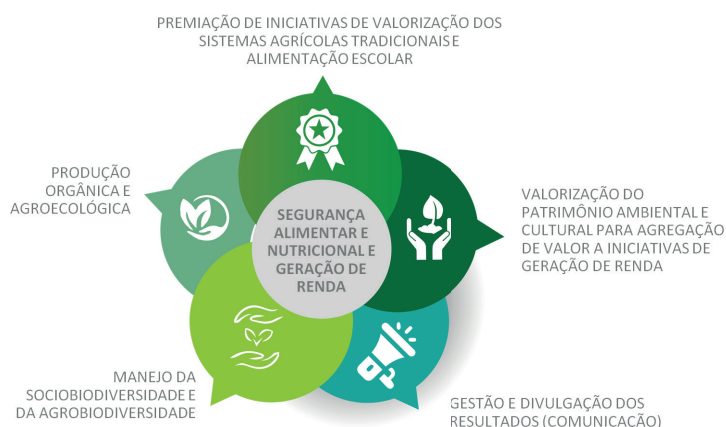 PREMIAÇÃO DE INICIATIVAS DE VALORIZAÇÃO DOS
SISTEMAS AGRÍCOLAS TRADICIONAIS E
ALIMENTAÇÃO ESCOLAR
PRODUÇÃO
ORGÂNICA E
AGROECOLÓGICA
SEGURANÇA
ALIMENTAR E
NUTRICIONAL E
GERAÇÃO DE
RENDA
VALORIZAÇÃO DO
PATRIMÔNIO AMBIENTAL E
CULTURAL PARA AGREGAÇÃO
DE VALOR A INICIATIVAS DE
GERAÇÃO DE RENDA
MANEJO DA
SOCIOBIODIVERSIDADE E
DA AGROBIODIVERSIDADE
GESTÃO E DIVULGAÇÃO DOS
RESULTADOS (COMUNICAÇÃO)